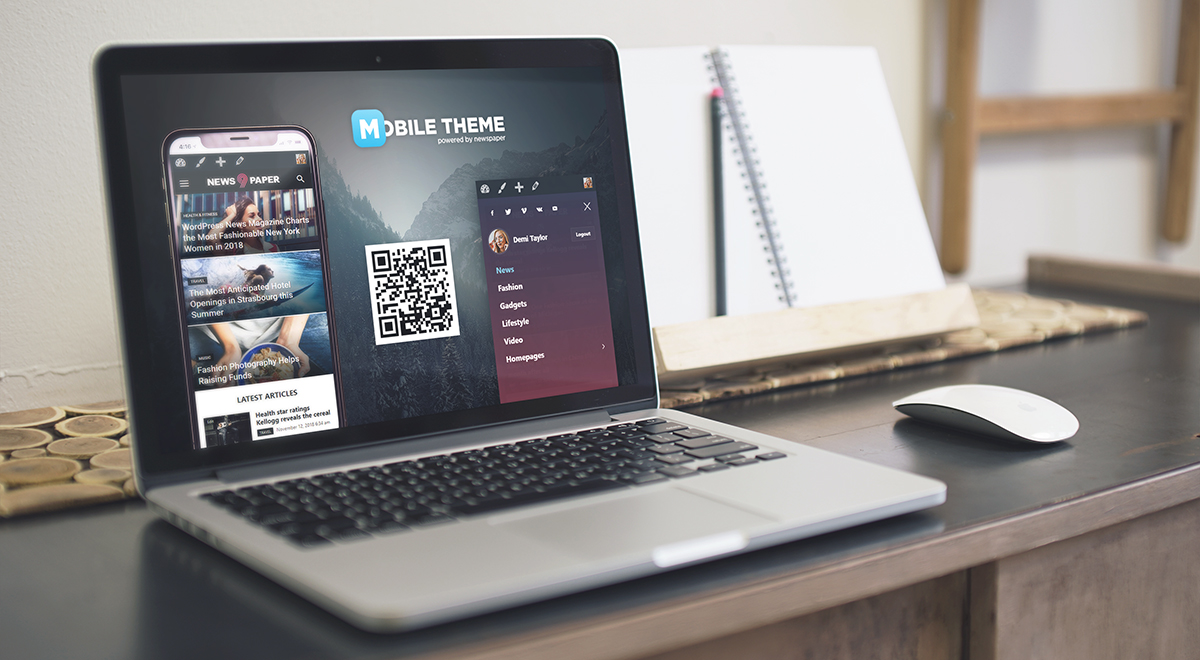 MOBILE THEME
powered by newspaper
4:16
NEWS 9 PAPER
HEALTH & FITNESS
WordPress News Magazine Charts
the Most Fashionable New York
Women in 2018
TRAVEL
The Most Anticipated Hotel
Openings in Strasbourg this
Summer
MUSIC
Fashion Photography Helps
Raising Funds
LATEST ARTICLES
Health star ratings
Kellogg reveals the cereal
TRAVEL November 12, 2018 6:34 pm
Demi Taylor
Logout
News
Fashion
Gadgets
Lifestyle
Video
Homepages